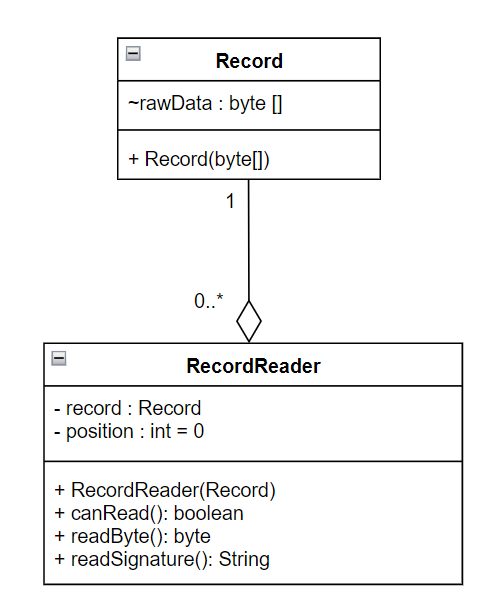 Record
~rawData : byte []
+ Record(byte[])
1
0..*
RecordReader
- record : Record
- position : int = 0
+ RecordReader(Record)
+ canRead(): boolean
+ readByte(): byte
+ readSignature(): String